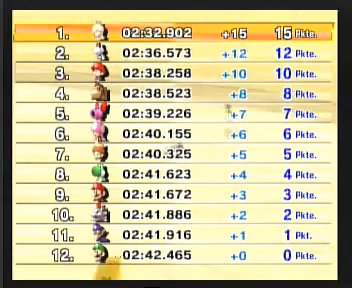 1. 02:32.902 +15 15 Pkte.
2. 02:36.573 +12 12 Pkte.
3. 02:38.258 +10 10 Pkte.
4. 02:38.523 +8 8 Pkte.
5. 02:39.226 +7 7 Pkte.
6. 02:40.155 +6 6 Pkte.
7. 02:40.325 +5 5 Pkte.
8. 02:41.623 +4 4 Pkte.
9. 02:41.672 +3 3 Pkte.
10. 02:41.886 +2 2 Pkte.
11. 02:41.916 +1 1 Pkt.
12. 02:42.465 +0 0 Pkte.